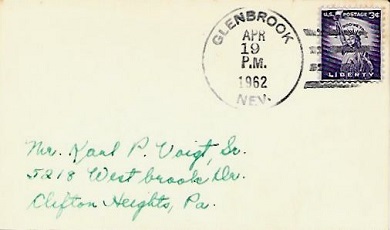 GLENBROOK
APR
19
P.M.
1962
NEV.
U.S. POSTAGE 3¢
LIBERTY
Mr. Karl P. Voigt, Sr.
5218 Westbrook Dr.
Clifton Heights, Pa.